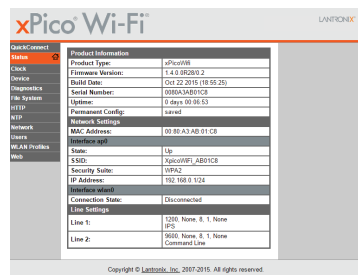 xPico® Wi-Fi®
LANTRONIX®
QuickConnect
Status
Clock
Device
Diagnostics
File System
HTTP
NTP
Network
Users
WLAN Profiles
Web
Product Information
Product Type: xPicoWifi
Firmware Version: 1.4.0.0R28/0.2
Build Date: Oct 22 2015 (18:55:25)
Serial Number: 0080A3AB01C8
Uptime: 0 days 00:06:53
Permanent Config: saved
Network Settings
MAC Address: 00:80:A3:AB:01:C8
Interface ap0
State: Up
SSID: XpicoWIFI_AB01C8
Security Suite: WPA2
IP Address: 192.168.0.1/24
Interface wlan0
Connection State: Disconnected
Line Settings
Line 1: 1200, None, 8, 1, None
IPS
Line 2: 9600, None, 8, 1, None
Command Line
Copyright © Lantronix, Inc. 2007-2015. All rights reserved.